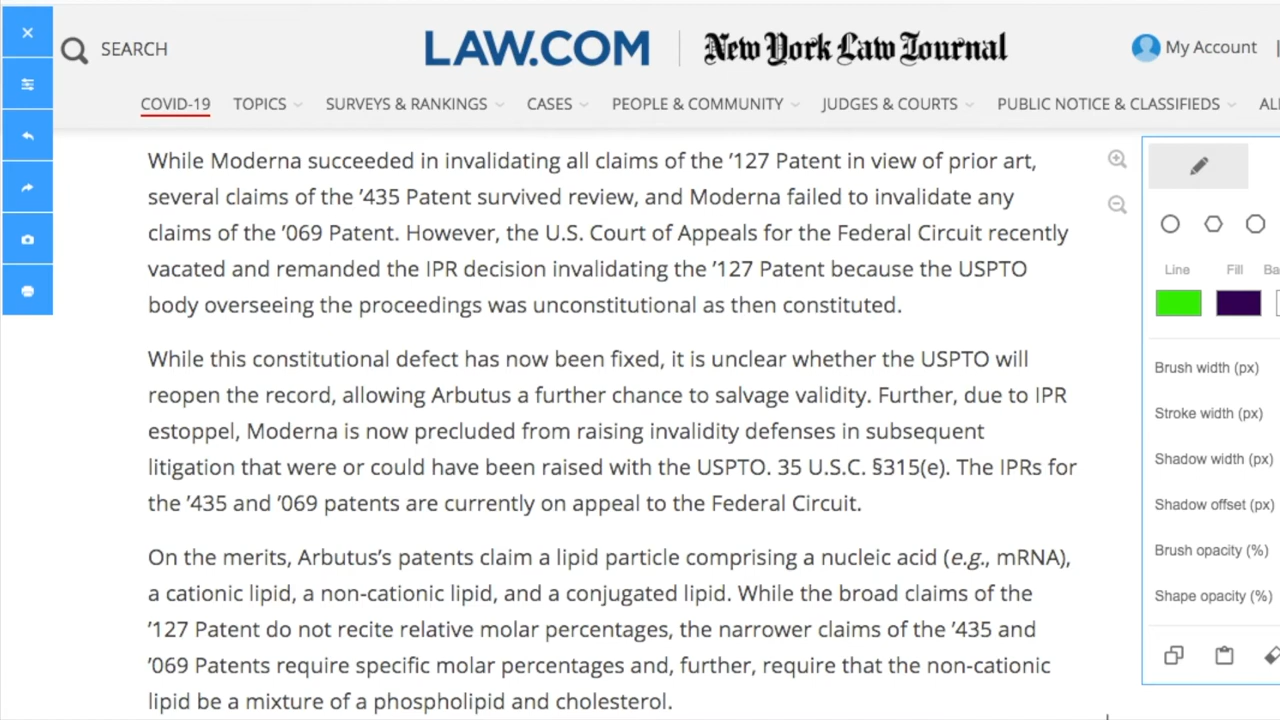 SEARCH
LAW.COM
New York Law Journal
My Account
COVID-19 TOPICS SURVEYS & RANKINGS CASES PEOPLE & COMMUNITY JUDGES & COURTS PUBLIC NOTICE & CLASSIFIEDS
While Moderna succeeded in invalidating all claims of the ’127 Patent in view of prior art,
several claims of the ’435 Patent survived review, and Moderna failed to invalidate any
claims of the ’069 Patent. However, the U.S. Court of Appeals for the Federal Circuit recently
vacated and remanded the IPR decision invalidating the ’127 Patent because the USPTO
body overseeing the proceedings was unconstitutional as then constituted.
While this constitutional defect has now been fixed, it is unclear whether the USPTO will
reopen the record, allowing Arbutus a further chance to salvage validity. Further, due to IPR
estoppel, Moderna is now precluded from raising invalidity defenses in subsequent
litigation that were or could have been raised with the USPTO. 35 U.S.C. §315(e). The IPRs for
the ’435 and ’069 patents are currently on appeal to the Federal Circuit.
On the merits, Arbutus’s patents claim a lipid particle comprising a nucleic acid (e.g., mRNA),
a cationic lipid, a non-cationic lipid, and a conjugated lipid. While the broad claims of the
’127 Patent do not recite relative molar percentages, the narrower claims of the ’435 and
’069 Patents require specific molar percentages and, further, require that the non-cationic
lipid be a mixture of a phospholipid and cholesterol.
Line Fill
Brush width (px)
Stroke width (px)
Shadow width (px)
Shadow offset (px)
Brush opacity (%)
Shape opacity (%)